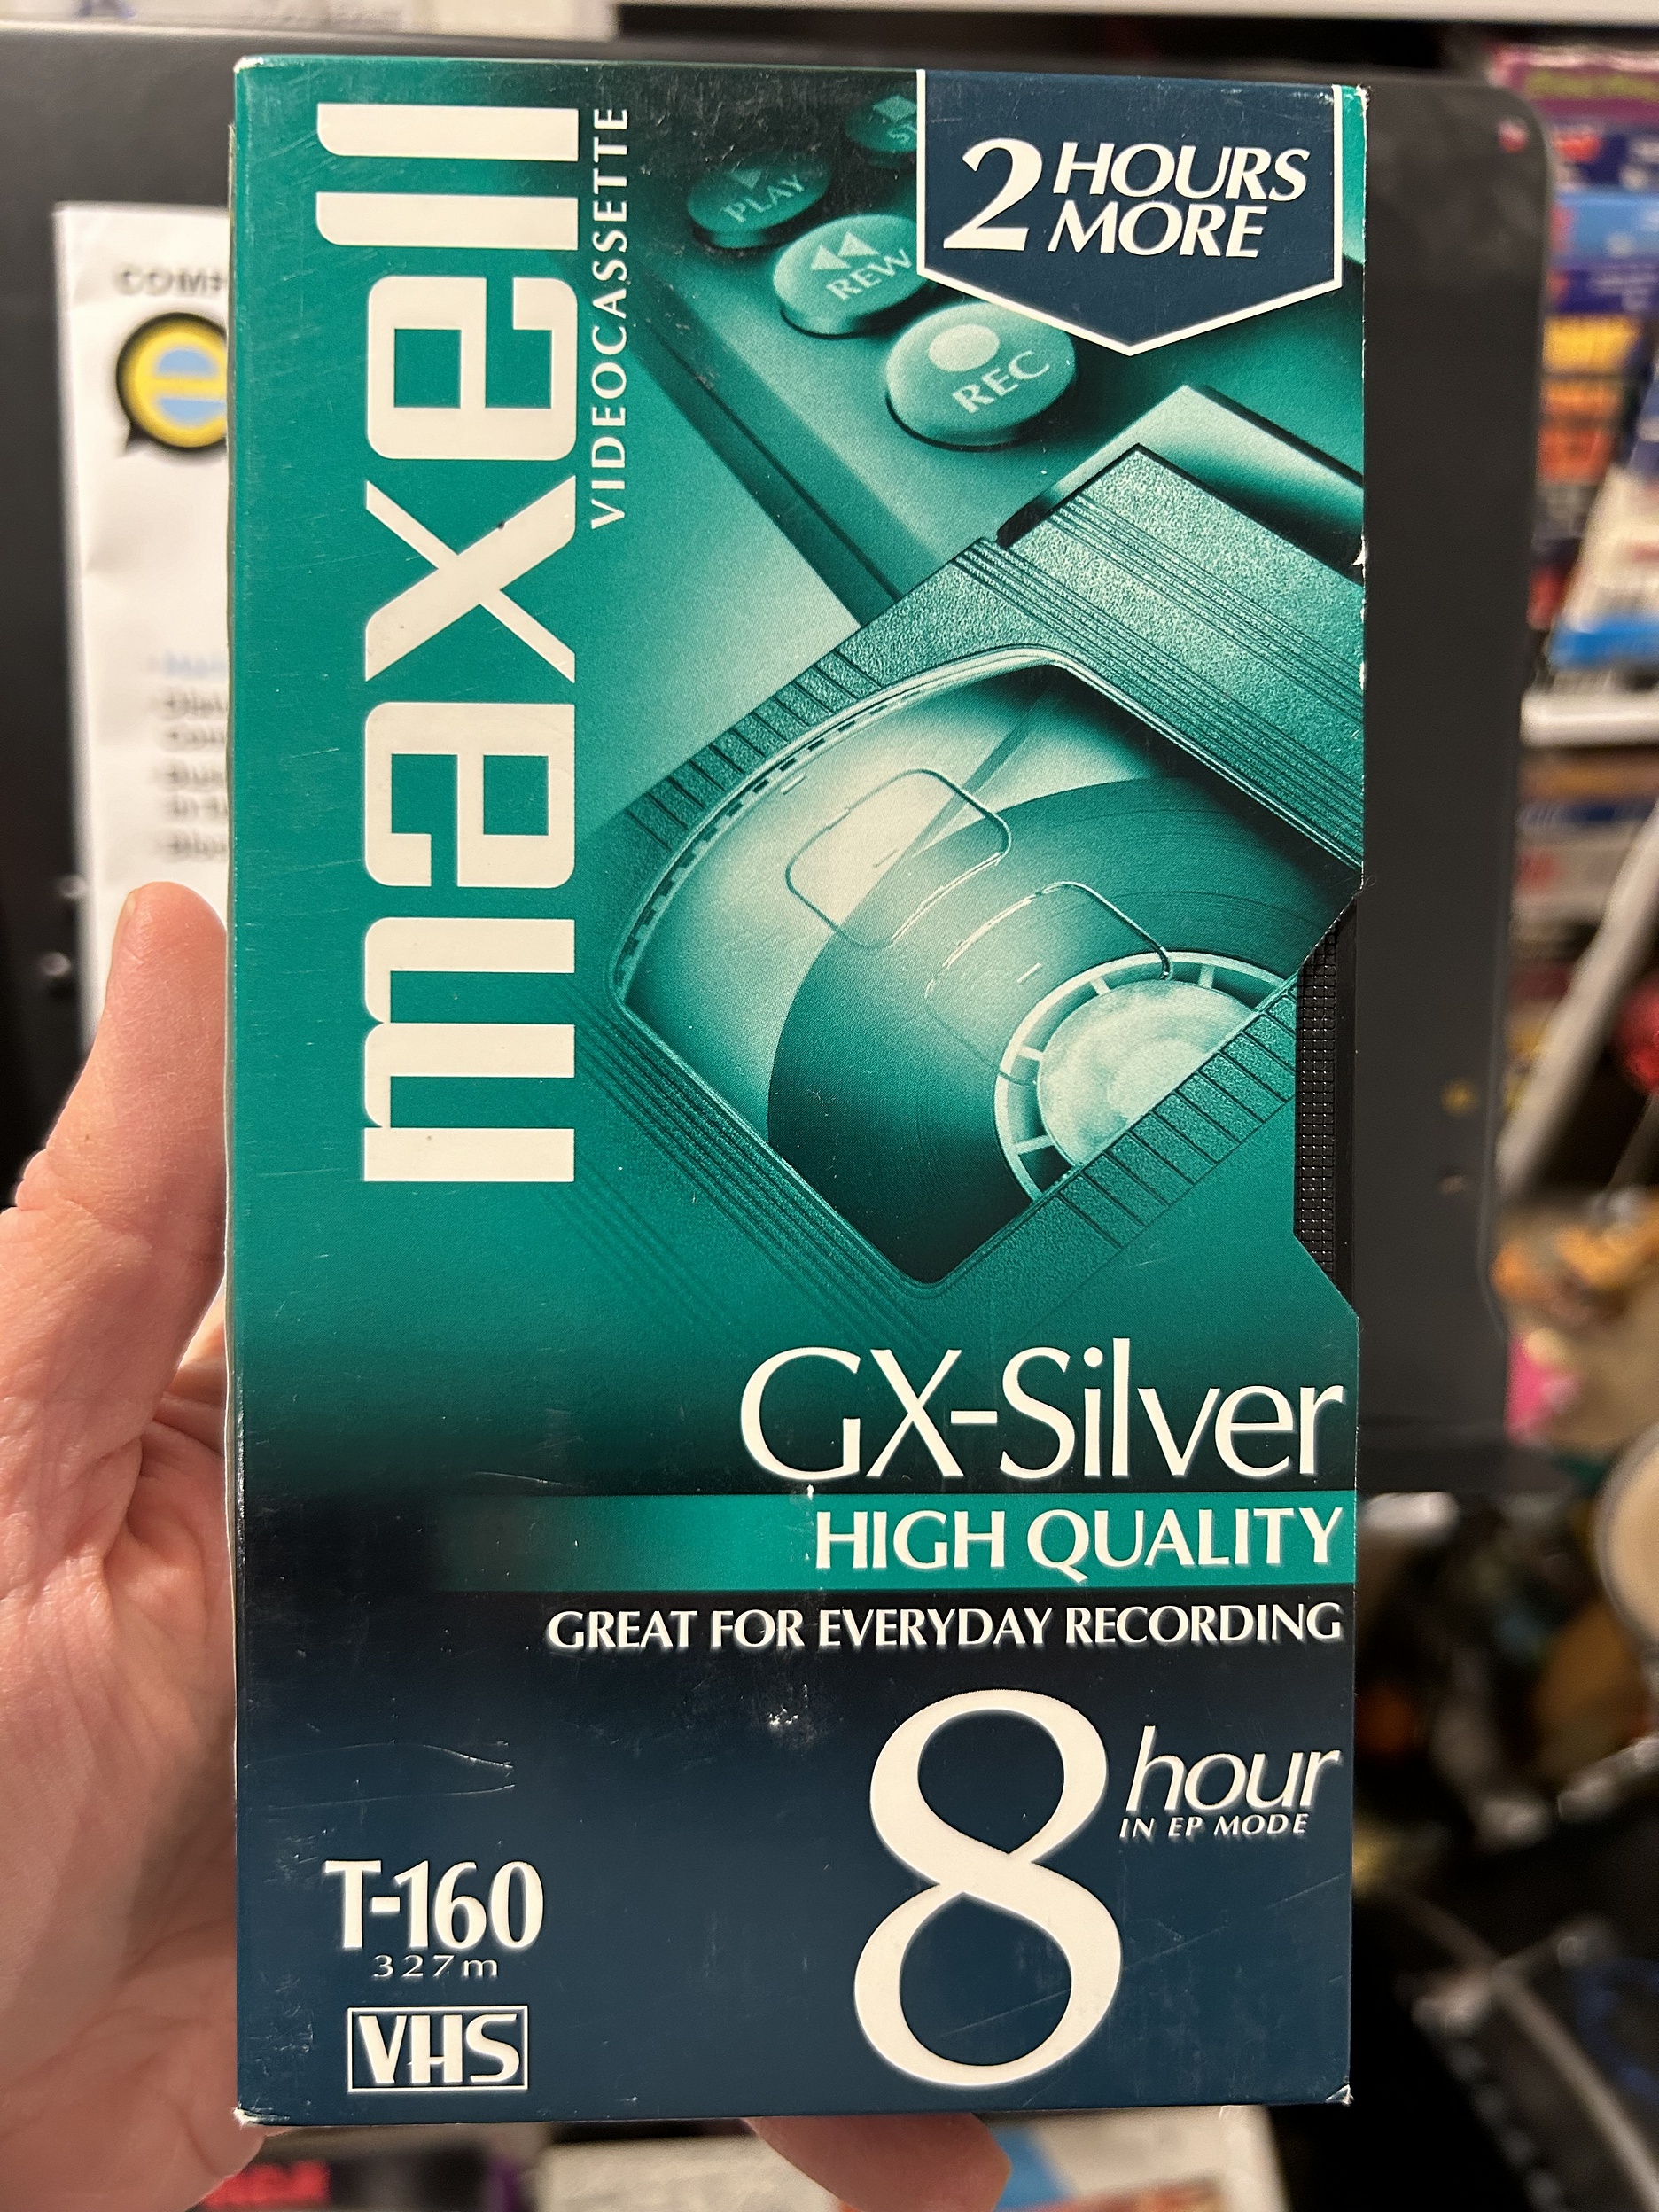 maxell
VIDEOCASSETTE
PLAY
REW
REC
2 HOURS
MORE
GX-Silver
HIGH QUALITY
GREAT FOR EVERYDAY RECORDING
8 hour
IN EP MODE
T-160
327m
VHS